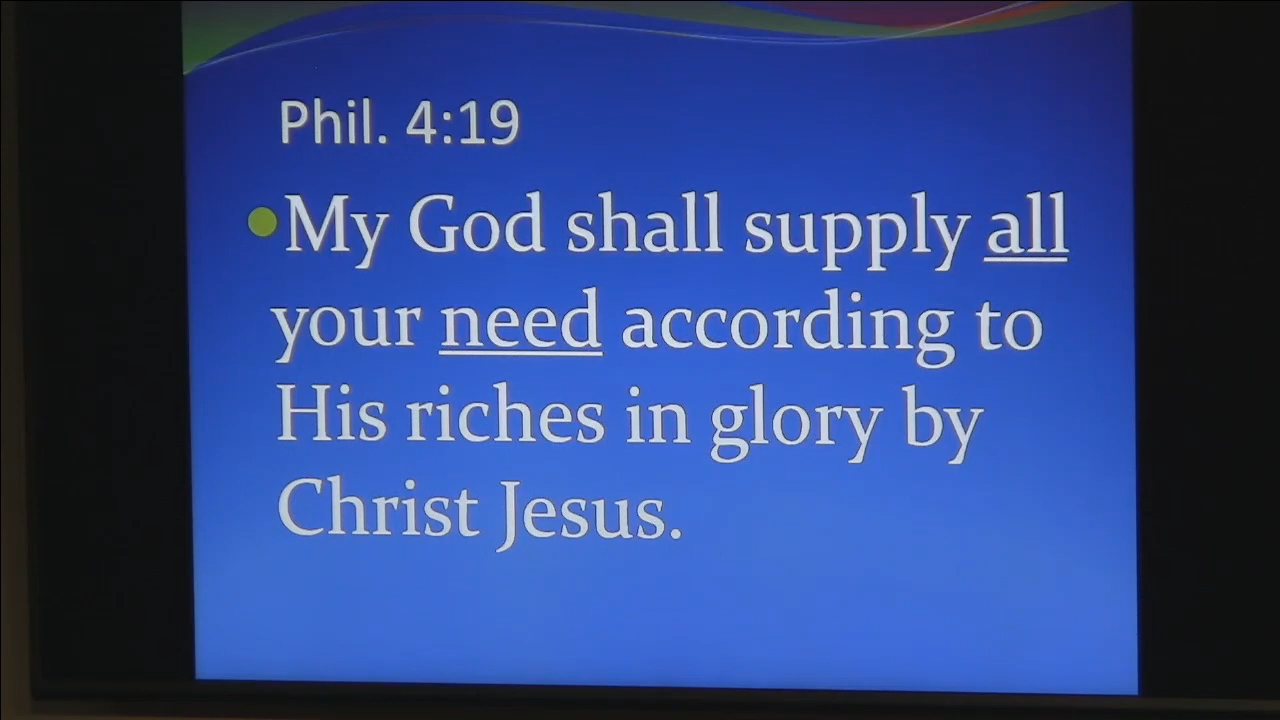 Phil. 4:19
My God shall supply all
your need according to
His riches in glory by
Christ Jesus.